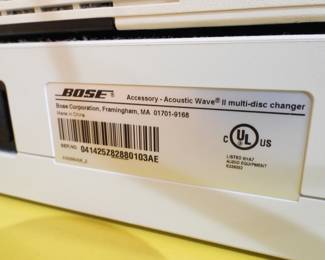 BOSE® Accessory - Acoustic Wave® II multi-disc changer
Bose Corporation, Framingham, MA 01701-9168
Made in China
SER.NO. 041425Z82880103AE
C UL US
LISTED 91A7
AUDIO EQUIPMENT